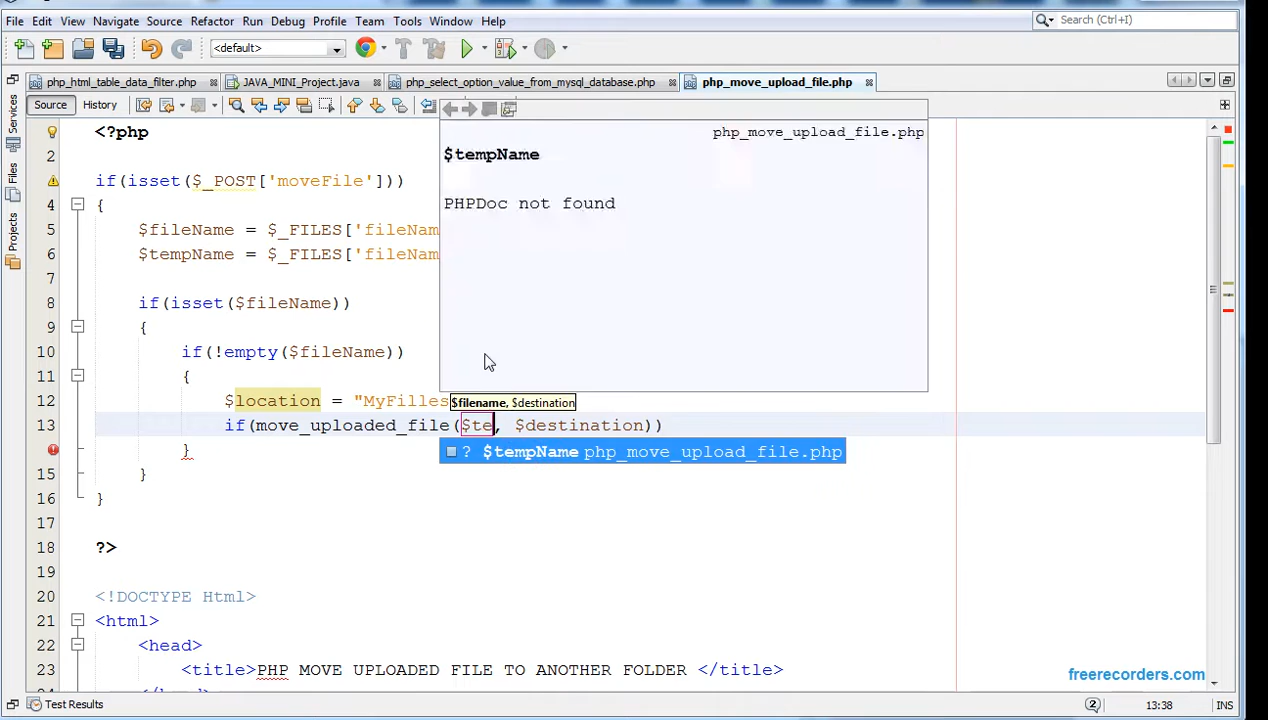 File Edit View Navigate Source Refactor Run Debug Profile Team Tools Window Help
Search (Ctrl+I)
<default>
php_html_table_data_filter.php JAVA_MINI_Project.java php_select_option_value_from_mysql_database.php php_move_upload_file.php
Source History
Services
Files
Projects
php_move_upload_file.php
$tempName
PHPDoc not found
<?php
2
if(isset($_POST['moveFile']))
4 {
5 $fileName = $_FILES['fileNam
6 $tempName = $_FILES['fileNam
7
8 if(isset($fileName))
9 {
10 if(!empty($fileName))
11 {
12 $location = "MyFilles
$filename, $destination
13 if(move_uploaded_file($te, $destination))
? $tempName php_move_upload_file.php
}
15 }
16 }
17
18 ?>
19
20 <!DOCTYPE Html>
21 <html>
22 <head>
23 <title>PHP MOVE UPLOADED FILE TO ANOTHER FOLDER </title>
freerecorders.com
Test Results
2
13:38
INS